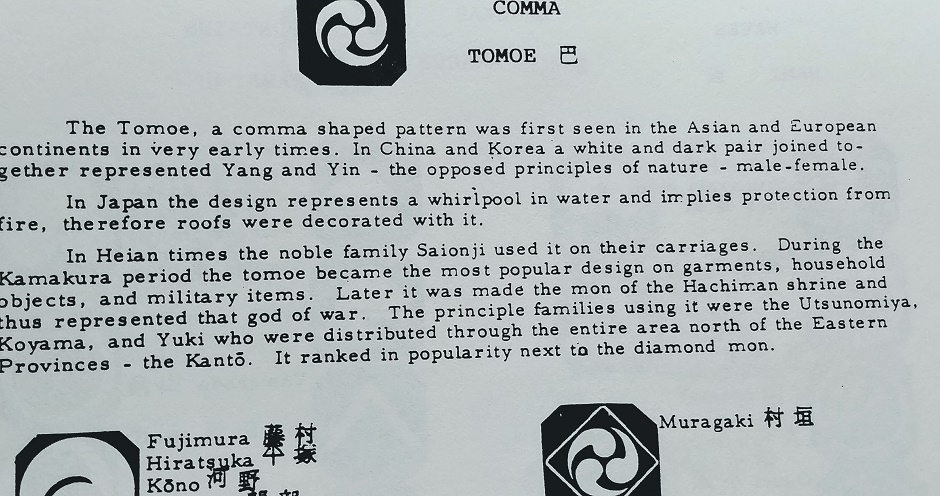 COMMA
TOMOE 巴
The Tomoe, a comma shaped pattern was first seen in the Asian and European
continents in very early times. In China and Korea a white and dark pair joined to-
gether represented Yang and Yin - the opposed principles of nature - male-female.
In Japan the design represents a whirlpool in water and implies protection from
fire, therefore roofs were decorated with it.
In Heian times the noble family Saionji used it on their carriages. During the
Kamakura period the tomoe became the most popular design on garments, household
objects, and military items. Later it was made the mon of the Hachiman shrine and
thus represented that god of war. The principle families using it were the Utsunomiya,
Koyama, and Yuki who were distributed through the entire area north of the Eastern
Provinces - the Kantō. It ranked in popularity next to the diamond mon.
Fujimura 藤 村
Hiratsuka 平 塚
Kōno 河 野
Muragaki 村 垣